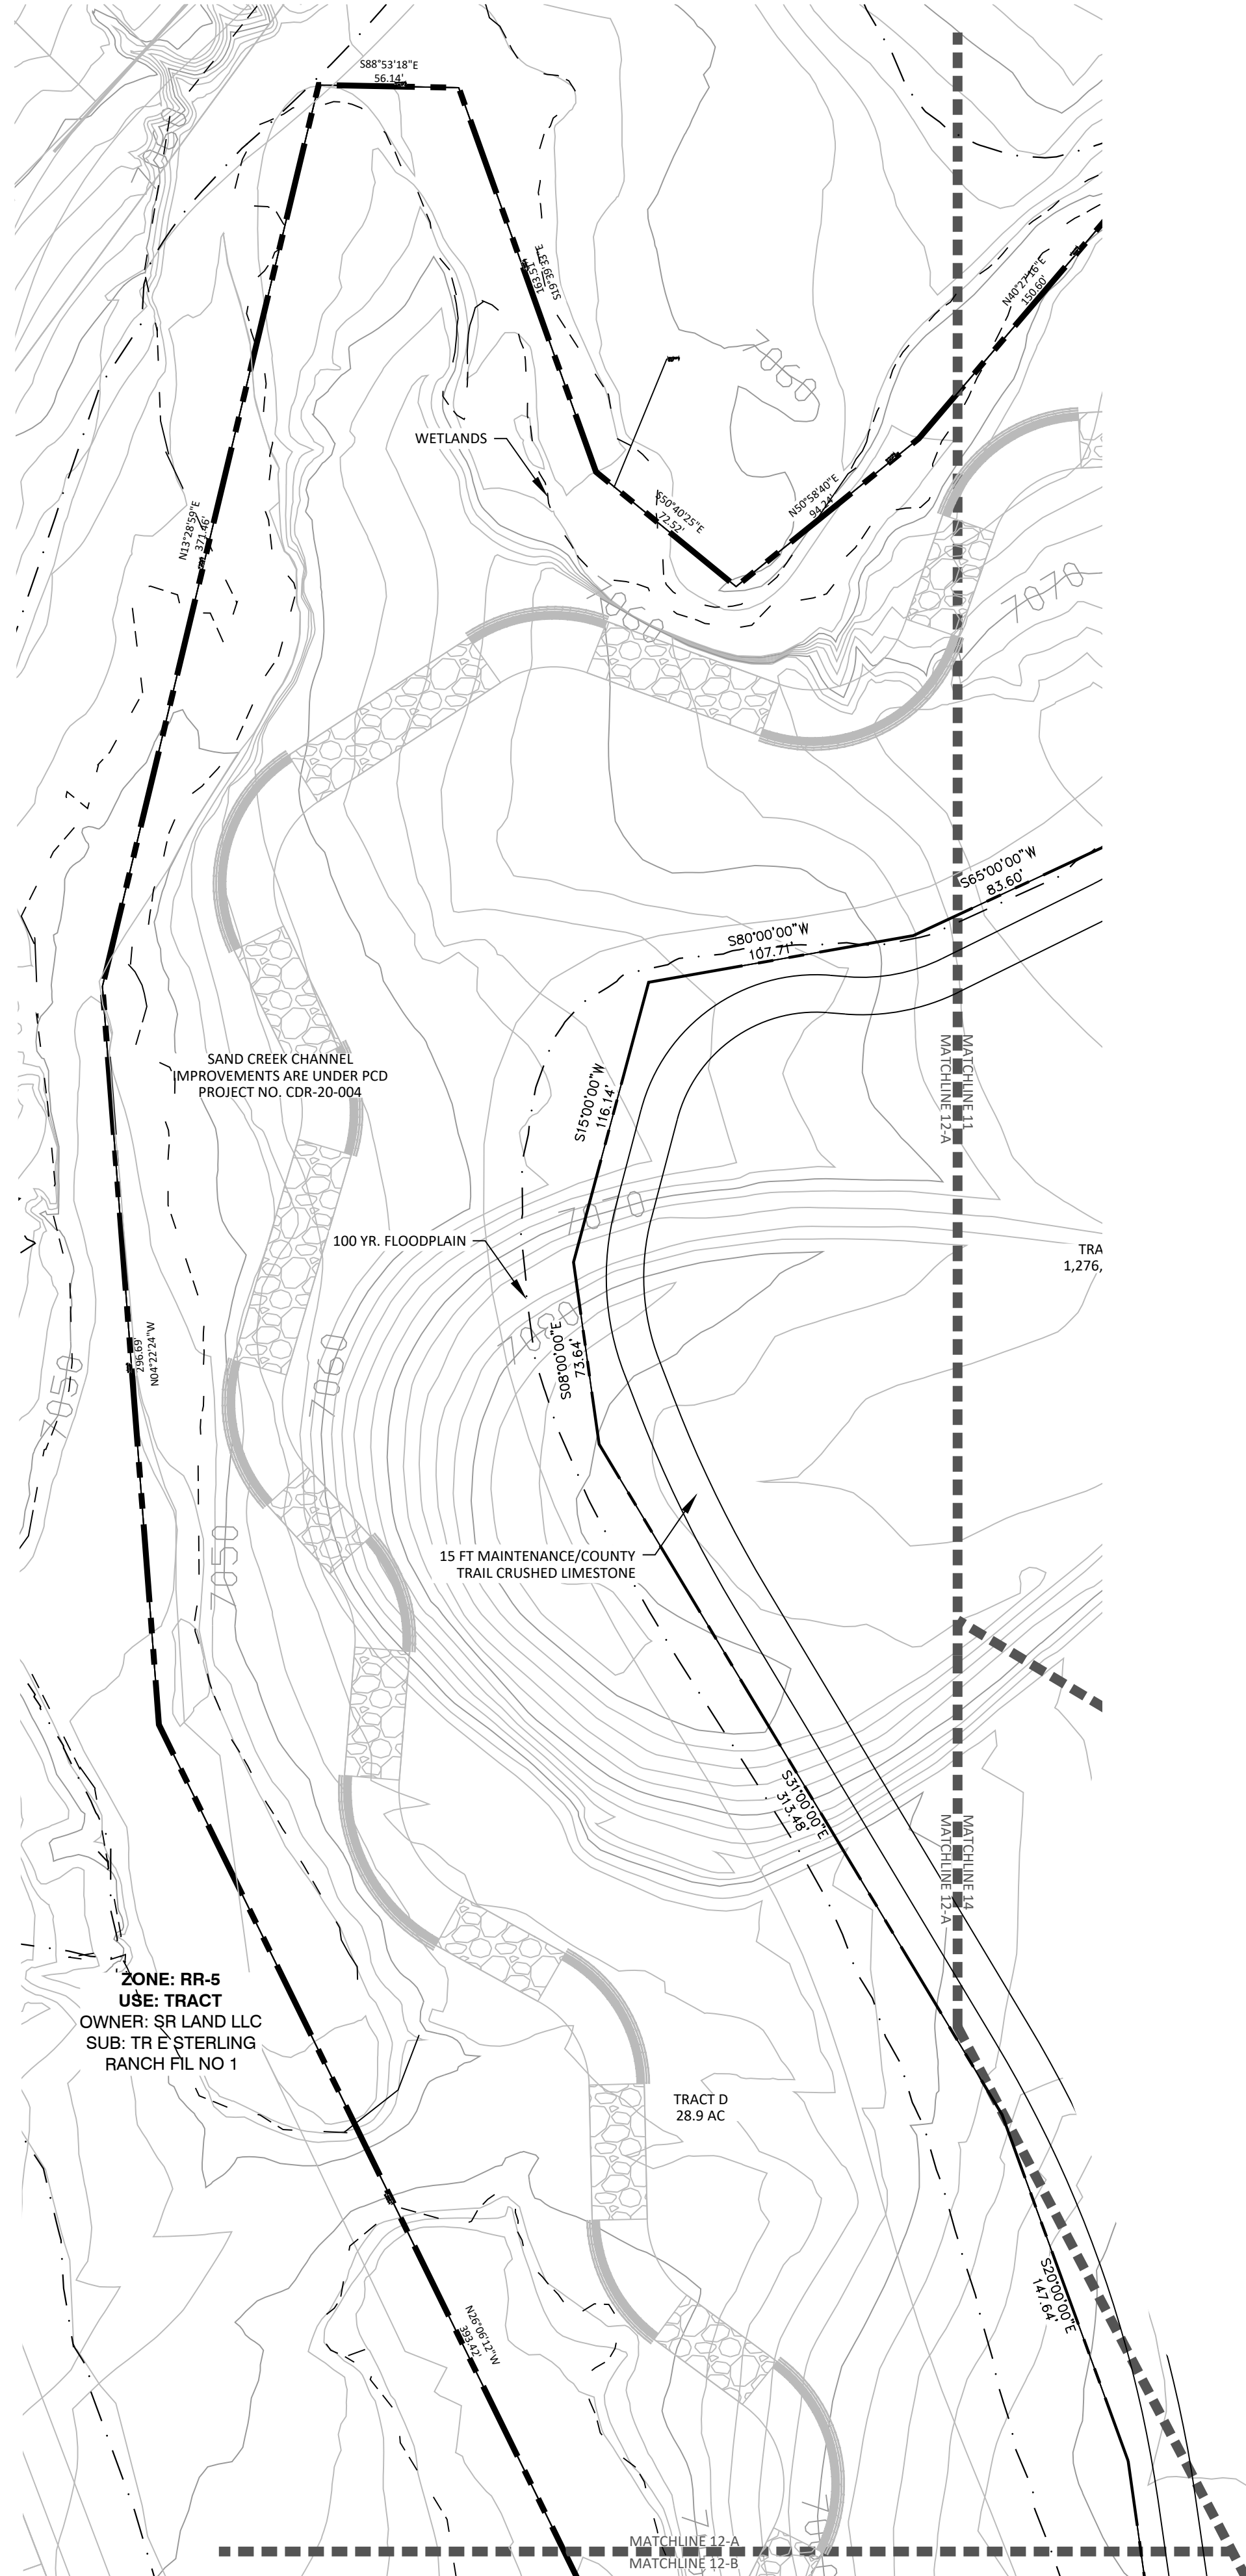 S88°53'18"E
56.14'
S19°39'33"E
163.51'
N40°27'16"E
150.60'
7060
WETLANDS
S50°40'25"E
72.52'
N50°58'40"E
94.24'
N13°28'59"E
371.46'
7060
7070
S65°00'00"W
83.60'
S80°00'00"W
107.71'
SAND CREEK CHANNEL
IMPROVEMENTS ARE UNDER PCD
PROJECT NO. CDR-20-004
MATCHLINE 11
MATCHLINE 12-A
S15°00'00"W
116.14'
7070
100 YR. FLOODPLAIN
TRA
1,276,
S08°00'00"E
73.64'
296.69'
N04°22'24"W
7050
7060
7050
15 FT MAINTENANCE/COUNTY
TRAIL CRUSHED LIMESTONE
S31°00'00"E
313.48'
MATCHLINE 14
MATCHLINE 12-A
ZONE: RR-5
USE: TRACT
OWNER: SR LAND LLC
SUB: TR E STERLING
RANCH FIL NO 1
TRACT D
28.9 AC
S20°00'00"E
147.64'
N26°06'12"W
393.42'
MATCHLINE 12-A
MATCHLINE 12-B